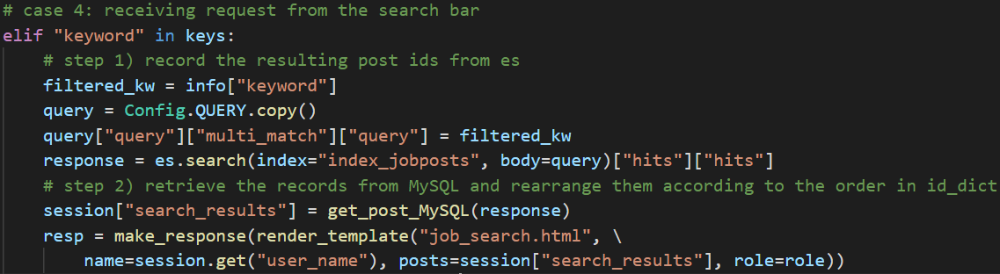 # case 4: receiving request from the search bar
elif "keyword" in keys:
    # step 1) record the resulting post ids from es
    filtered_kw = info["keyword"]
    query = Config.QUERY.copy()
    query["query"]["multi_match"]["query"] = filtered_kw
    response = es.search(index="index_jobposts", body=query)["hits"]["hits"]
    # step 2) retrieve the records from MySQL and rearrange them according to the order in id_dict
    session["search_results"] = get_post_MySQL(response)
    resp = make_response(render_template("job_search.html", \
        name=session.get("user_name"), posts=session["search_results"], role=role))